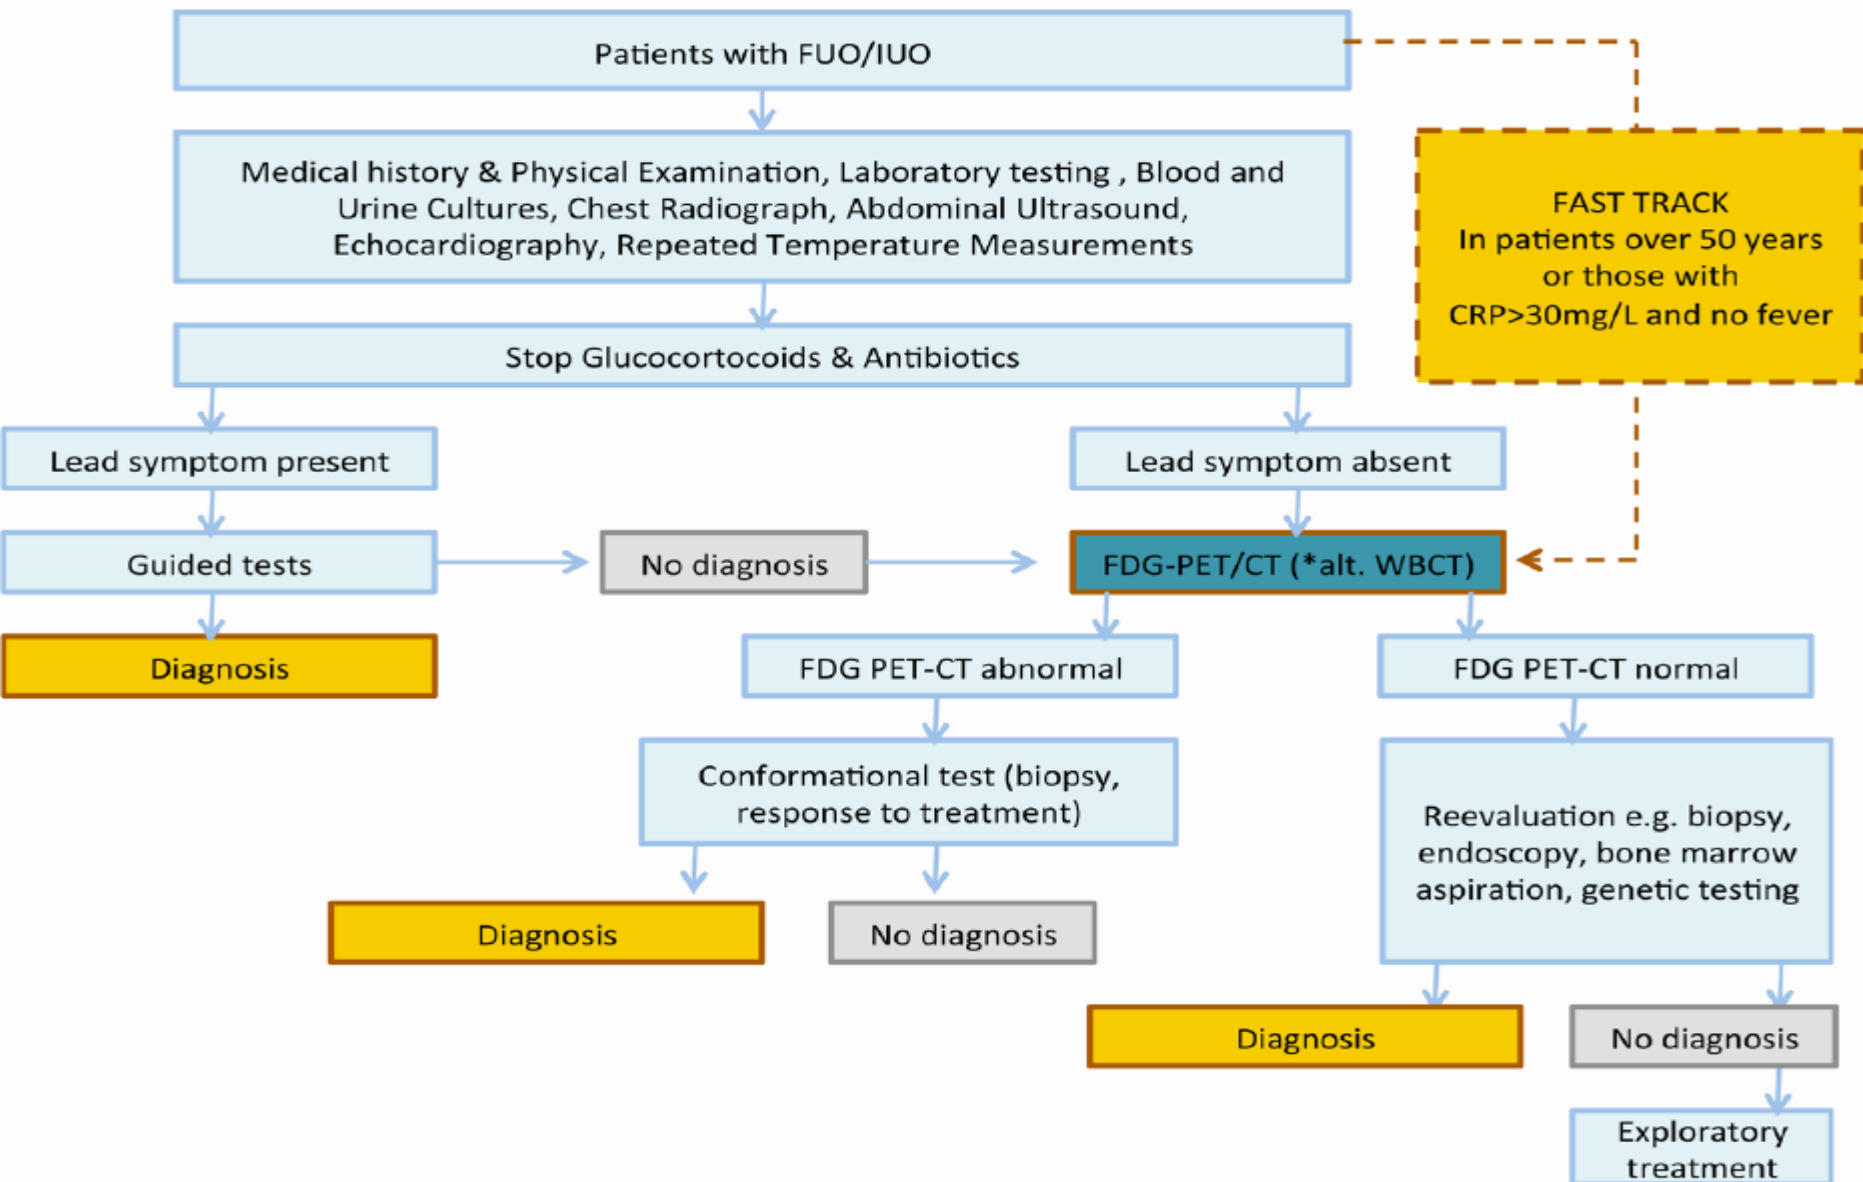 Patients with FUO/IUO
Medical history & Physical Examination, Laboratory testing , Blood and
Urine Cultures, Chest Radiograph, Abdominal Ultrasound,
Echocardiography, Repeated Temperature Measurements
FAST TRACK
In patients over 50 years
or those with
CRP>30mg/L and no fever
Stop Glucocortocoids & Antibiotics
Lead symptom present
Lead symptom absent
Guided tests
No diagnosis
FDG-PET/CT (*alt. WBCT)
Diagnosis
FDG PET-CT abnormal
FDG PET-CT normal
Conformational test (biopsy,
response to treatment)
Reevaluation e.g. biopsy,
endoscopy, bone marrow
aspiration, genetic testing
Diagnosis
No diagnosis
Diagnosis
No diagnosis
Exploratory
treatment